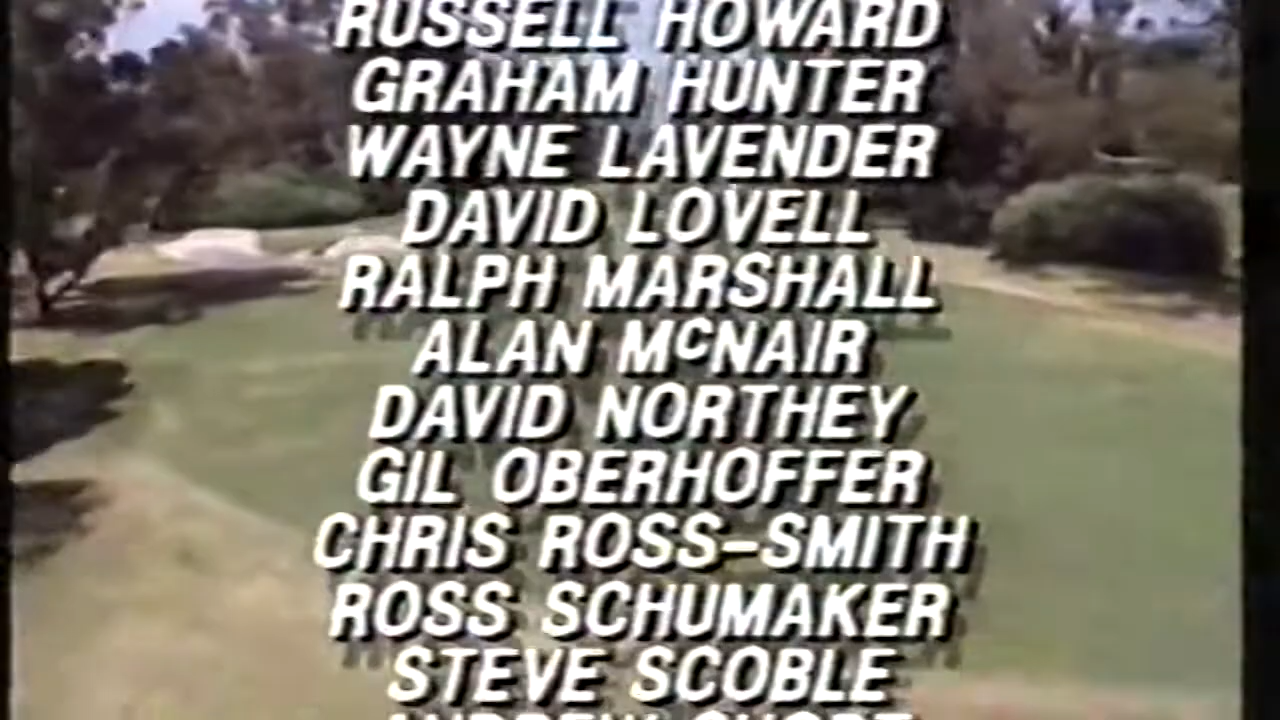 RUSSELL HOWARD
GRAHAM HUNTER
WAYNE LAVENDER
DAVID LOVELL
RALPH MARSHALL
ALAN McNAIR
DAVID NORTHEY
GIL OBERHOFFER
CHRIS ROSS-SMITH
ROSS SCHUMAKER
STEVE SCOBLE